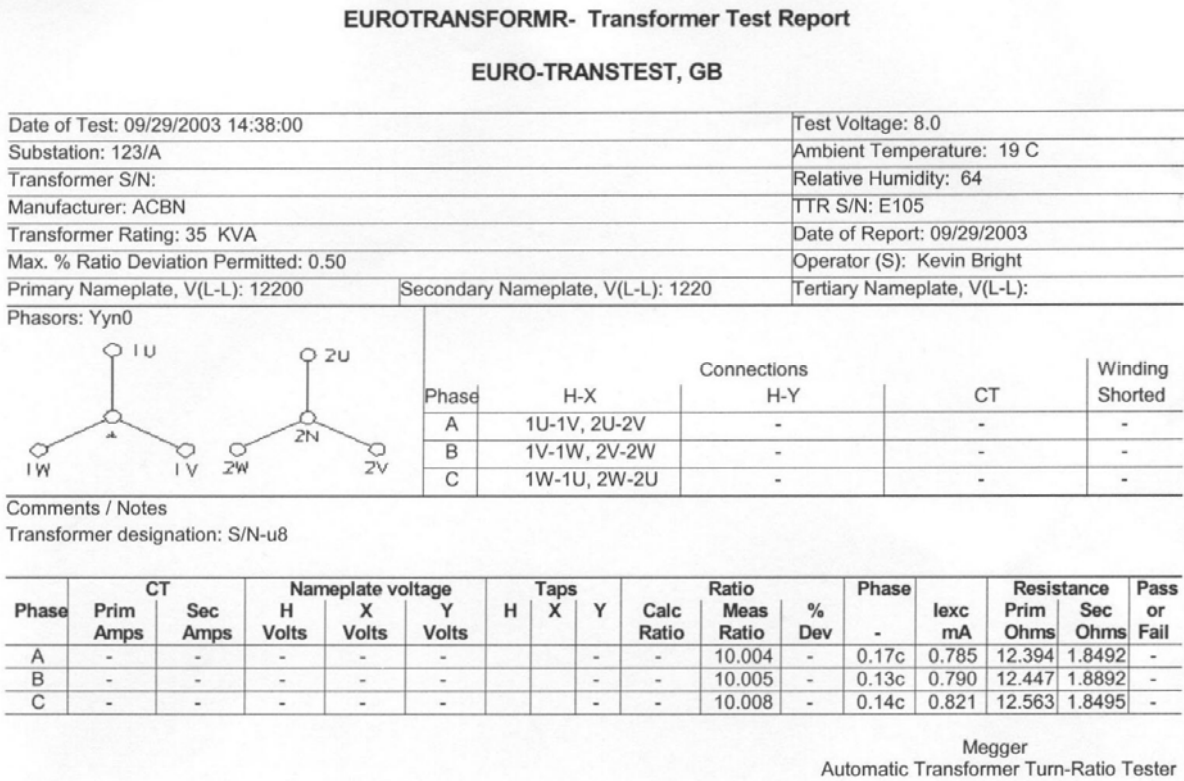 EUROTRANSFORMR- Transformer Test Report
EURO-TRANSTEST, GB
Date of Test: 09/29/2003 14:38:00 Test Voltage: 8.0
Substation: 123/A Ambient Temperature: 19 C
Transformer S/N: Relative Humidity: 64
Manufacturer: ACBN TTR S/N: E105
Transformer Rating: 35 KVA Date of Report: 09/29/2003
Max. % Ratio Deviation Permitted: 0.50 Operator (S): Kevin Bright
Primary Nameplate, V(L-L): 12200 Secondary Nameplate, V(L-L): 1220 Tertiary Nameplate, V(L-L):
Phasors: Yyn0
1U 2U
2N
1W 1V 2W 2V
Connections Winding
Phase H-X H-Y CT Shorted
A 1U-1V, 2U-2V - - -
B 1V-1W, 2V-2W - - -
C 1W-1U, 2W-2U - - -
Comments / Notes
Transformer designation: S/N-u8
CT Nameplate voltage Taps Ratio Phase Resistance Pass
Phase Prim Sec H X Y H X Y Calc Meas % Iexc Prim Sec or
Amps Amps Volts Volts Volts Ratio Ratio Dev - mA Ohms Ohms Fail
A - - - - - - - 10.004 - 0.17c 0.785 12.394 1.8492 -
B - - - - - - - 10.005 - 0.13c 0.790 12.447 1.8892 -
C - - - - - - - 10.008 - 0.14c 0.821 12.563 1.8495 -
Megger
Automatic Transformer Turn-Ratio Tester